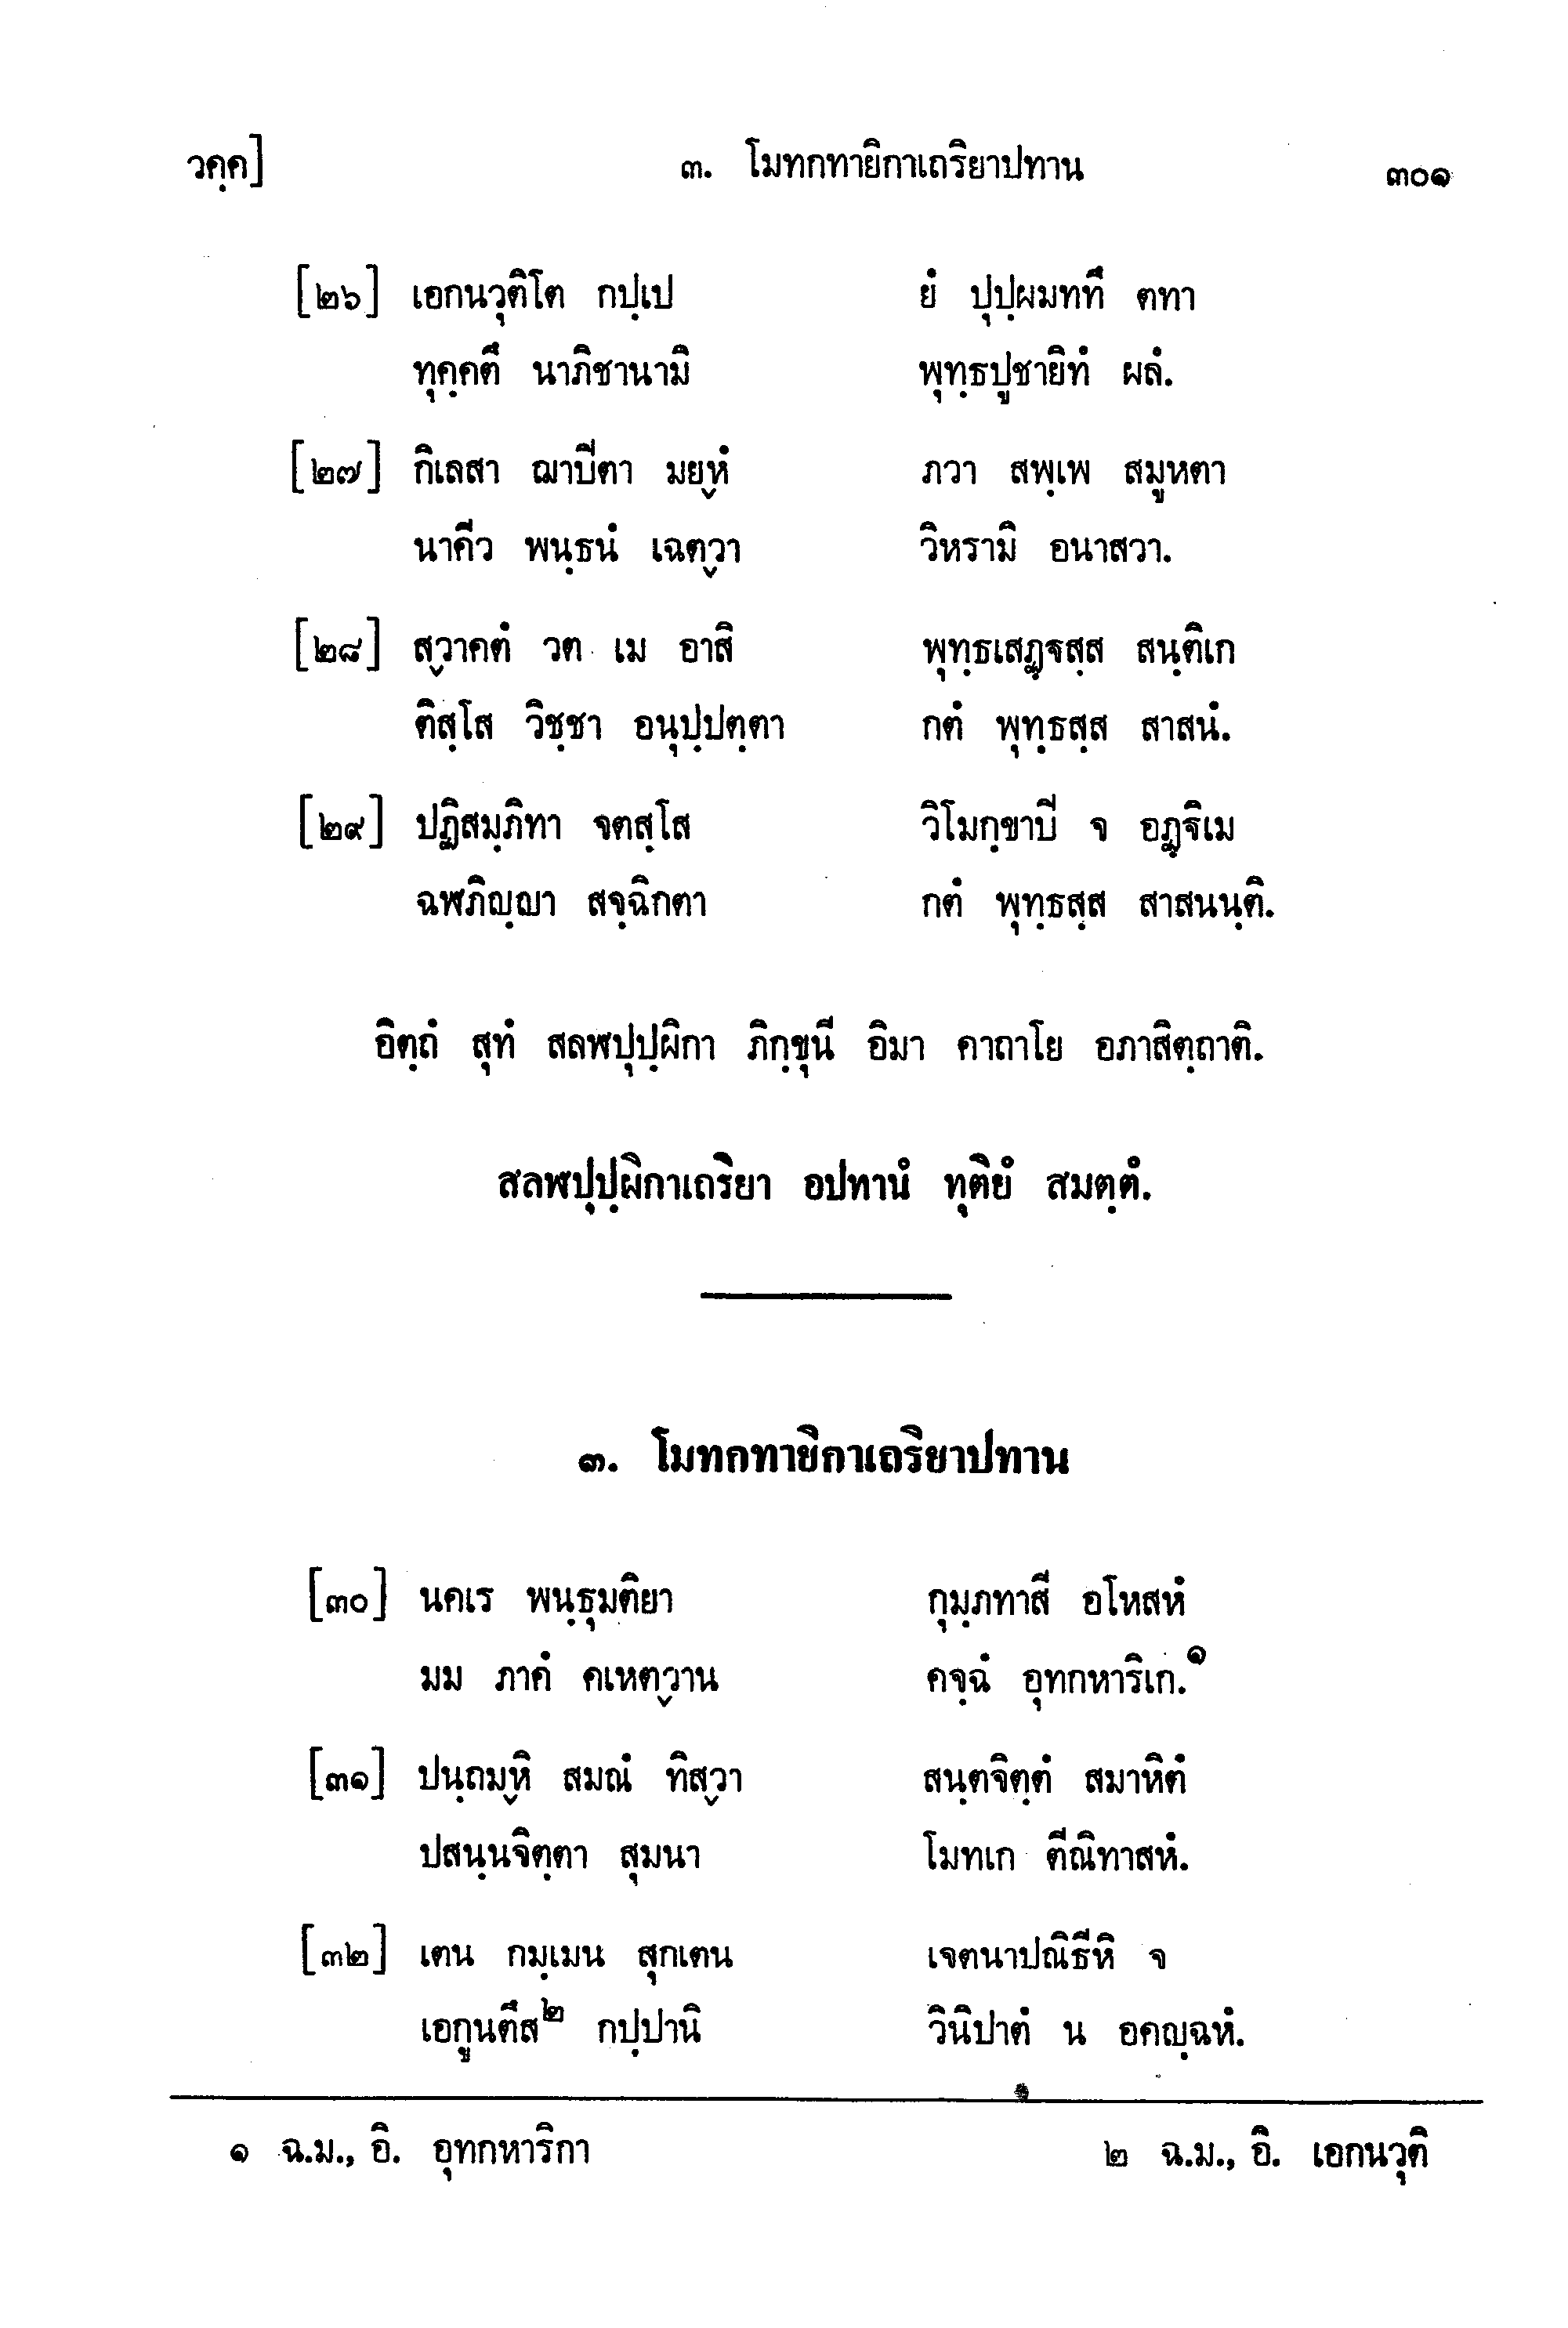 วคฺค] ๓. โมทกทายิกาเถริยาปทาน ๓๐๑
[๒๖] เอกนวุติโต กปฺเป ยํ ปุปฺผมททึ ตทา
ทุคฺคตึ นาภิชานามิ พุทฺธปูชายิทํ ผลํ.
[๒๗] กิเลสา ฌาปิตา มยฺหํ ภวา สพฺเพ สมูหตา
นาคีว พนฺธนํ เฉตฺวา วิหรามิ อนาสวา.
[๒๘] สฺวาคตํ วต เม อาสิ พุทฺธเสฏฺฐสฺส สนฺติเก
ติสฺโส วิชฺชา อนุปฺปตฺตา กตํ พุทฺธสฺส สาสนํ.
[๒๙] ปฏิสมฺภิทา จตสฺโส วิโมกฺขาปิ จ อฏฺฐิเม
ฉฬภิญฺญา สจฺฉิกตา กตํ พุทฺธสฺส สาสนนฺติ.
อิตฺถํ สุทํ สลฬปุปฺผิกา ภิกฺขุนี อิมา คาถาโย อภาสิตฺถาติ.
สลฬปุปฺผิกาเถริยา อปทานํ ทุติยํ สมตฺตํ.
๓. โมทกทายิกาเถริยาปทาน
[๓๐] นคเร พนฺธุมติยา กุมฺภทาสี อโหสหํ
มม ภาคํ คเหตฺวาน คจฺฉํ อุทกหาริเก.๑
[๓๑] ปนฺถมฺหิ สมณํ ทิสฺวา สนฺตจิตฺตํ สมาหิตํ
ปสนฺนจิตฺตา สุมนา โมทเก ตีณิทาสหํ.
[๓๒] เตน กมฺเมน สุกเตน เจตนาปณิธีหิ จ
เอกูนตึส๒ กปฺปานิ วินิปาตํ น อคญฺฉหํ.
๑ ฉ.ม., อิ. อุทกหาริกา ๒ ฉ.ม., อิ. เอกนวุติ